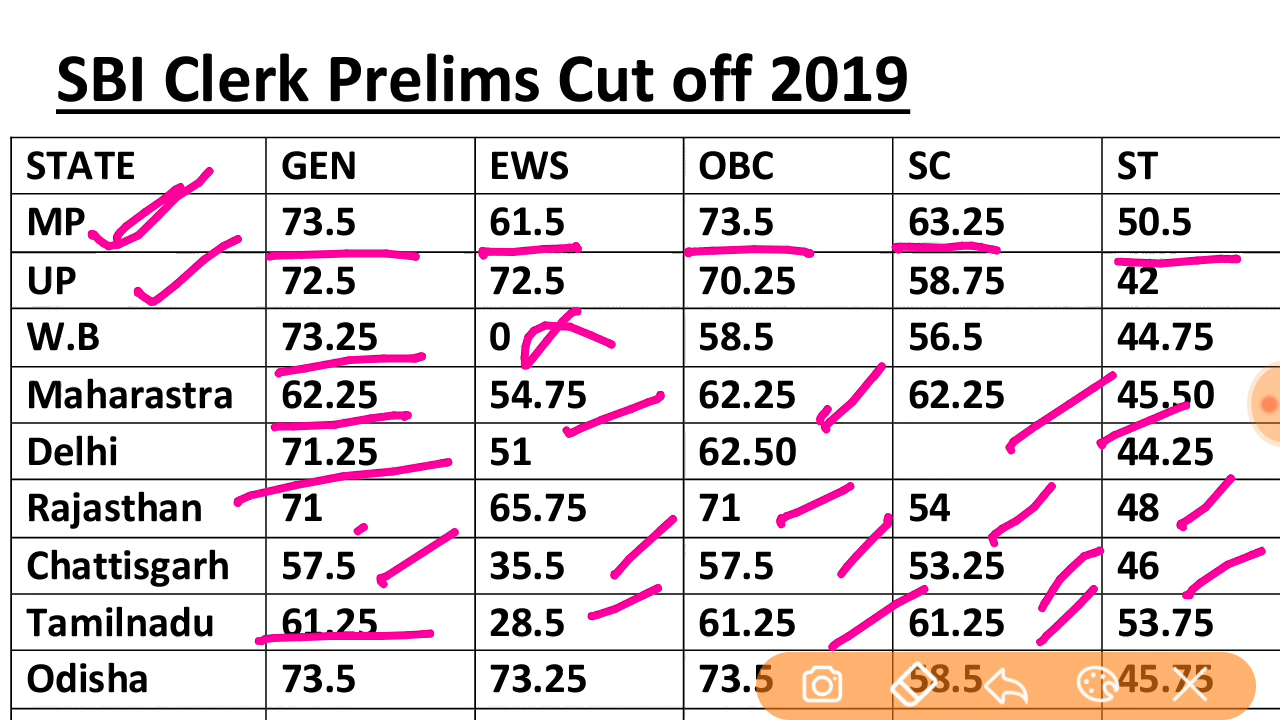 SBI Clerk Prelims Cut off 2019
STATE GEN EWS OBC SC ST
MP 73.5 61.5 73.5 63.25 50.5
UP 72.5 72.5 70.25 58.75 42
W.B 73.25 0 58.5 56.5 44.75
Maharastra 62.25 54.75 62.25 62.25 45.50
Delhi 71.25 51 62.50 44.25
Rajasthan 71 65.75 71 54 48
Chattisgarh 57.5 35.5 57.5 53.25 46
Tamilnadu 61.25 28.5 61.25 61.25 53.75
Odisha 73.5 73.25 73.5 58.5 45.75